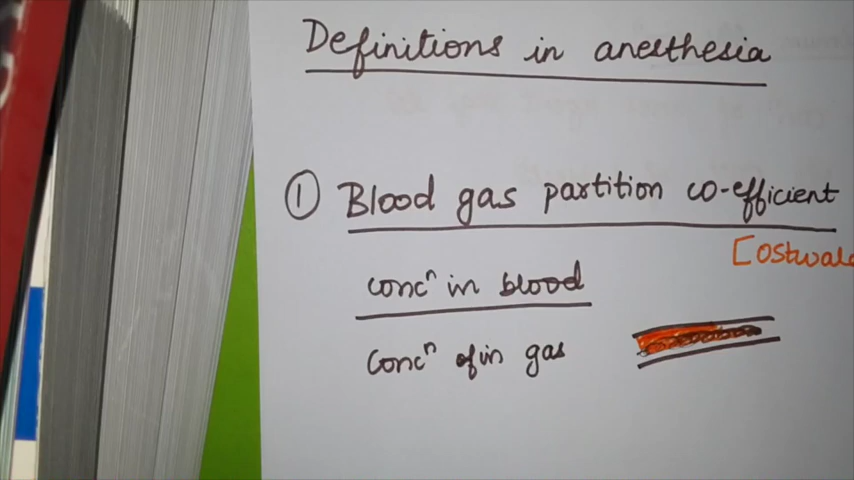 Definitions in anesthesia
① Blood gas partition co-efficient
[Ostwald
concⁿ in blood
concⁿ of in gas